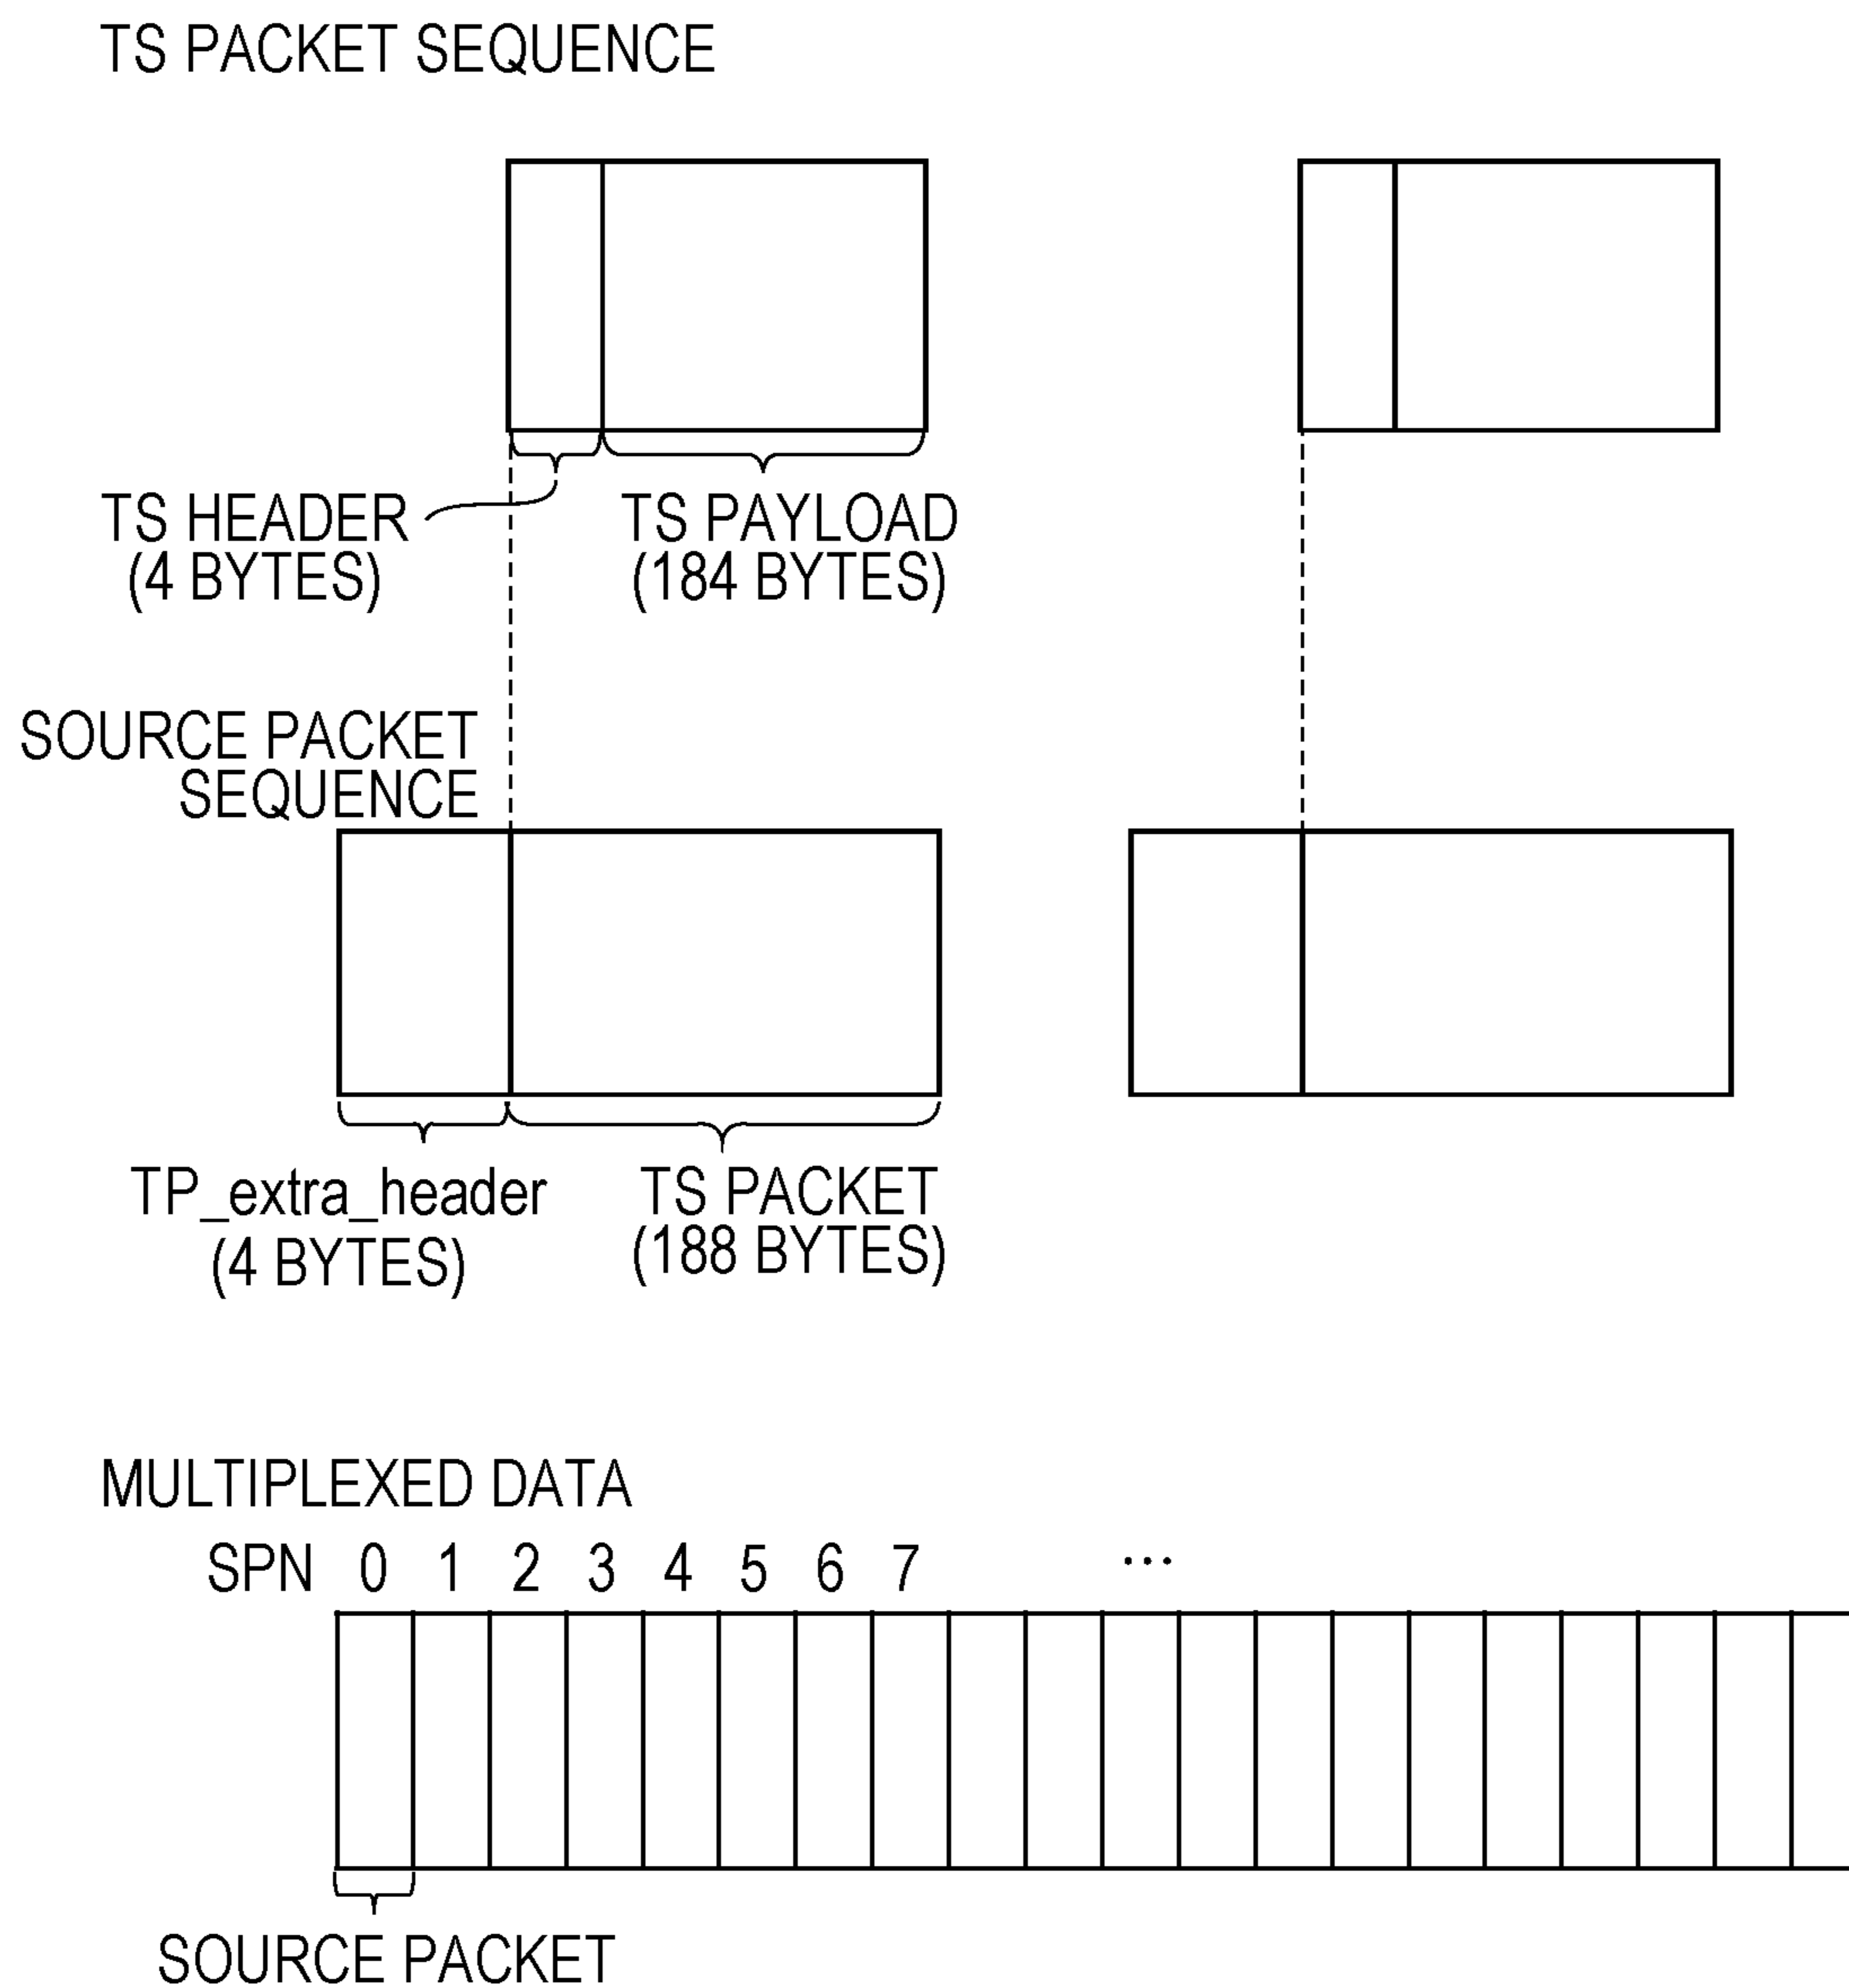 TS PACKET SEQUENCE
TS HEADER
(4 BYTES)
TS PAYLOAD
(184 BYTES)
SOURCE PACKET
SEQUENCE
TP_extra_header
(4 BYTES)
TS PACKET
(188 BYTES)
MULTIPLEXED DATA
SPN 0 1 2 3 4 5 6 7 ...
SOURCE PACKET